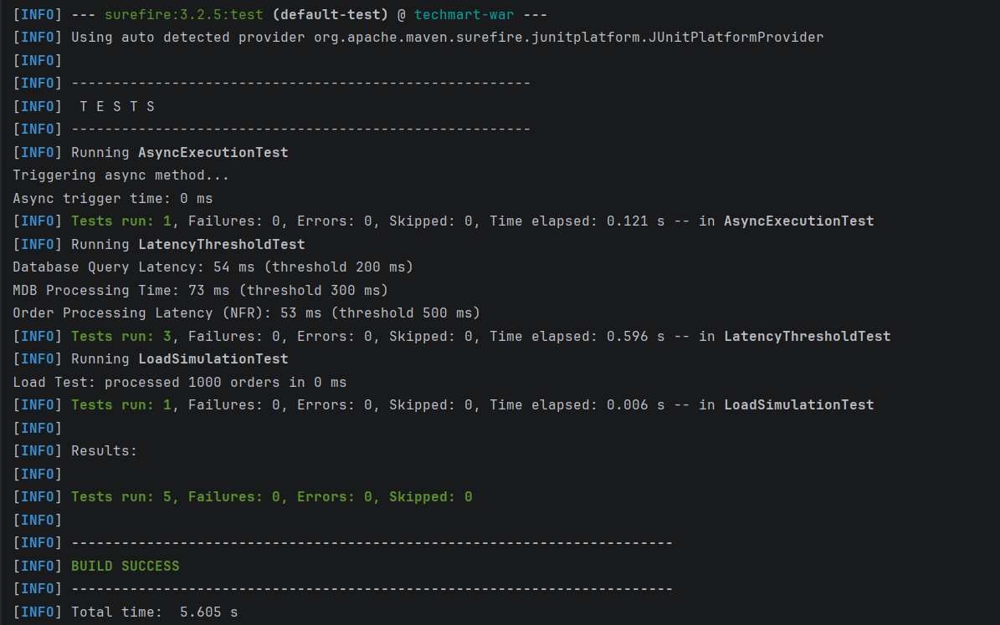 [INFO] --- surefire:3.2.5:test (default-test) @ techmart-war ---
[INFO] Using auto detected provider org.apache.maven.surefire.junitplatform.JUnitPlatformProvider
[INFO]
[INFO] -------------------------------------------------------
[INFO]  T E S T S
[INFO] -------------------------------------------------------
[INFO] Running AsyncExecutionTest
Triggering async method...
Async trigger time: 0 ms
[INFO] Tests run: 1, Failures: 0, Errors: 0, Skipped: 0, Time elapsed: 0.121 s -- in AsyncExecutionTest
[INFO] Running LatencyThresholdTest
Database Query Latency: 54 ms (threshold 200 ms)
MDB Processing Time: 73 ms (threshold 300 ms)
Order Processing Latency (NFR): 53 ms (threshold 500 ms)
[INFO] Tests run: 3, Failures: 0, Errors: 0, Skipped: 0, Time elapsed: 0.596 s -- in LatencyThresholdTest
[INFO] Running LoadSimulationTest
Load Test: processed 1000 orders in 0 ms
[INFO] Tests run: 1, Failures: 0, Errors: 0, Skipped: 0, Time elapsed: 0.006 s -- in LoadSimulationTest
[INFO]
[INFO] Results:
[INFO]
[INFO] Tests run: 5, Failures: 0, Errors: 0, Skipped: 0
[INFO]
[INFO] ------------------------------------------------------------------------
[INFO] BUILD SUCCESS
[INFO] ------------------------------------------------------------------------
[INFO] Total time:  5.605 s